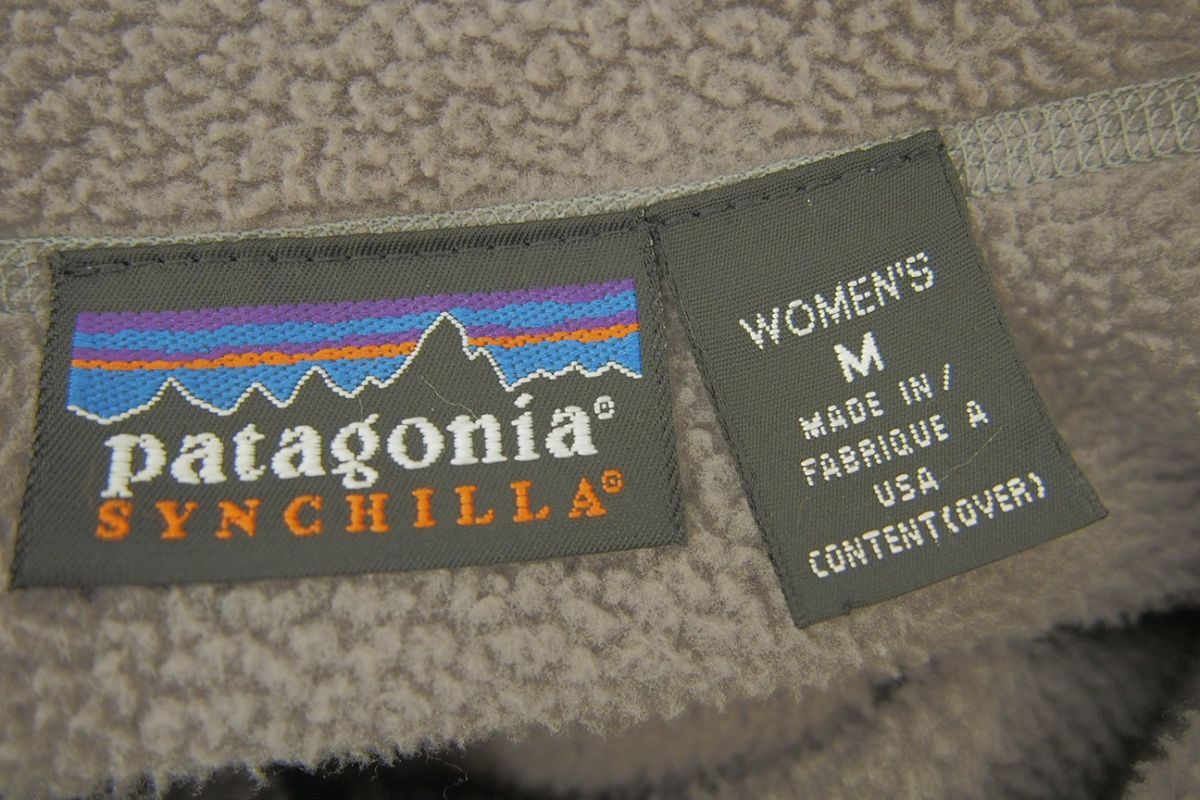 patagonia®
SYNCHILLA®
WOMEN'S
M
MADE IN /
FABRIQUE A
USA
CONTENT(OVER)